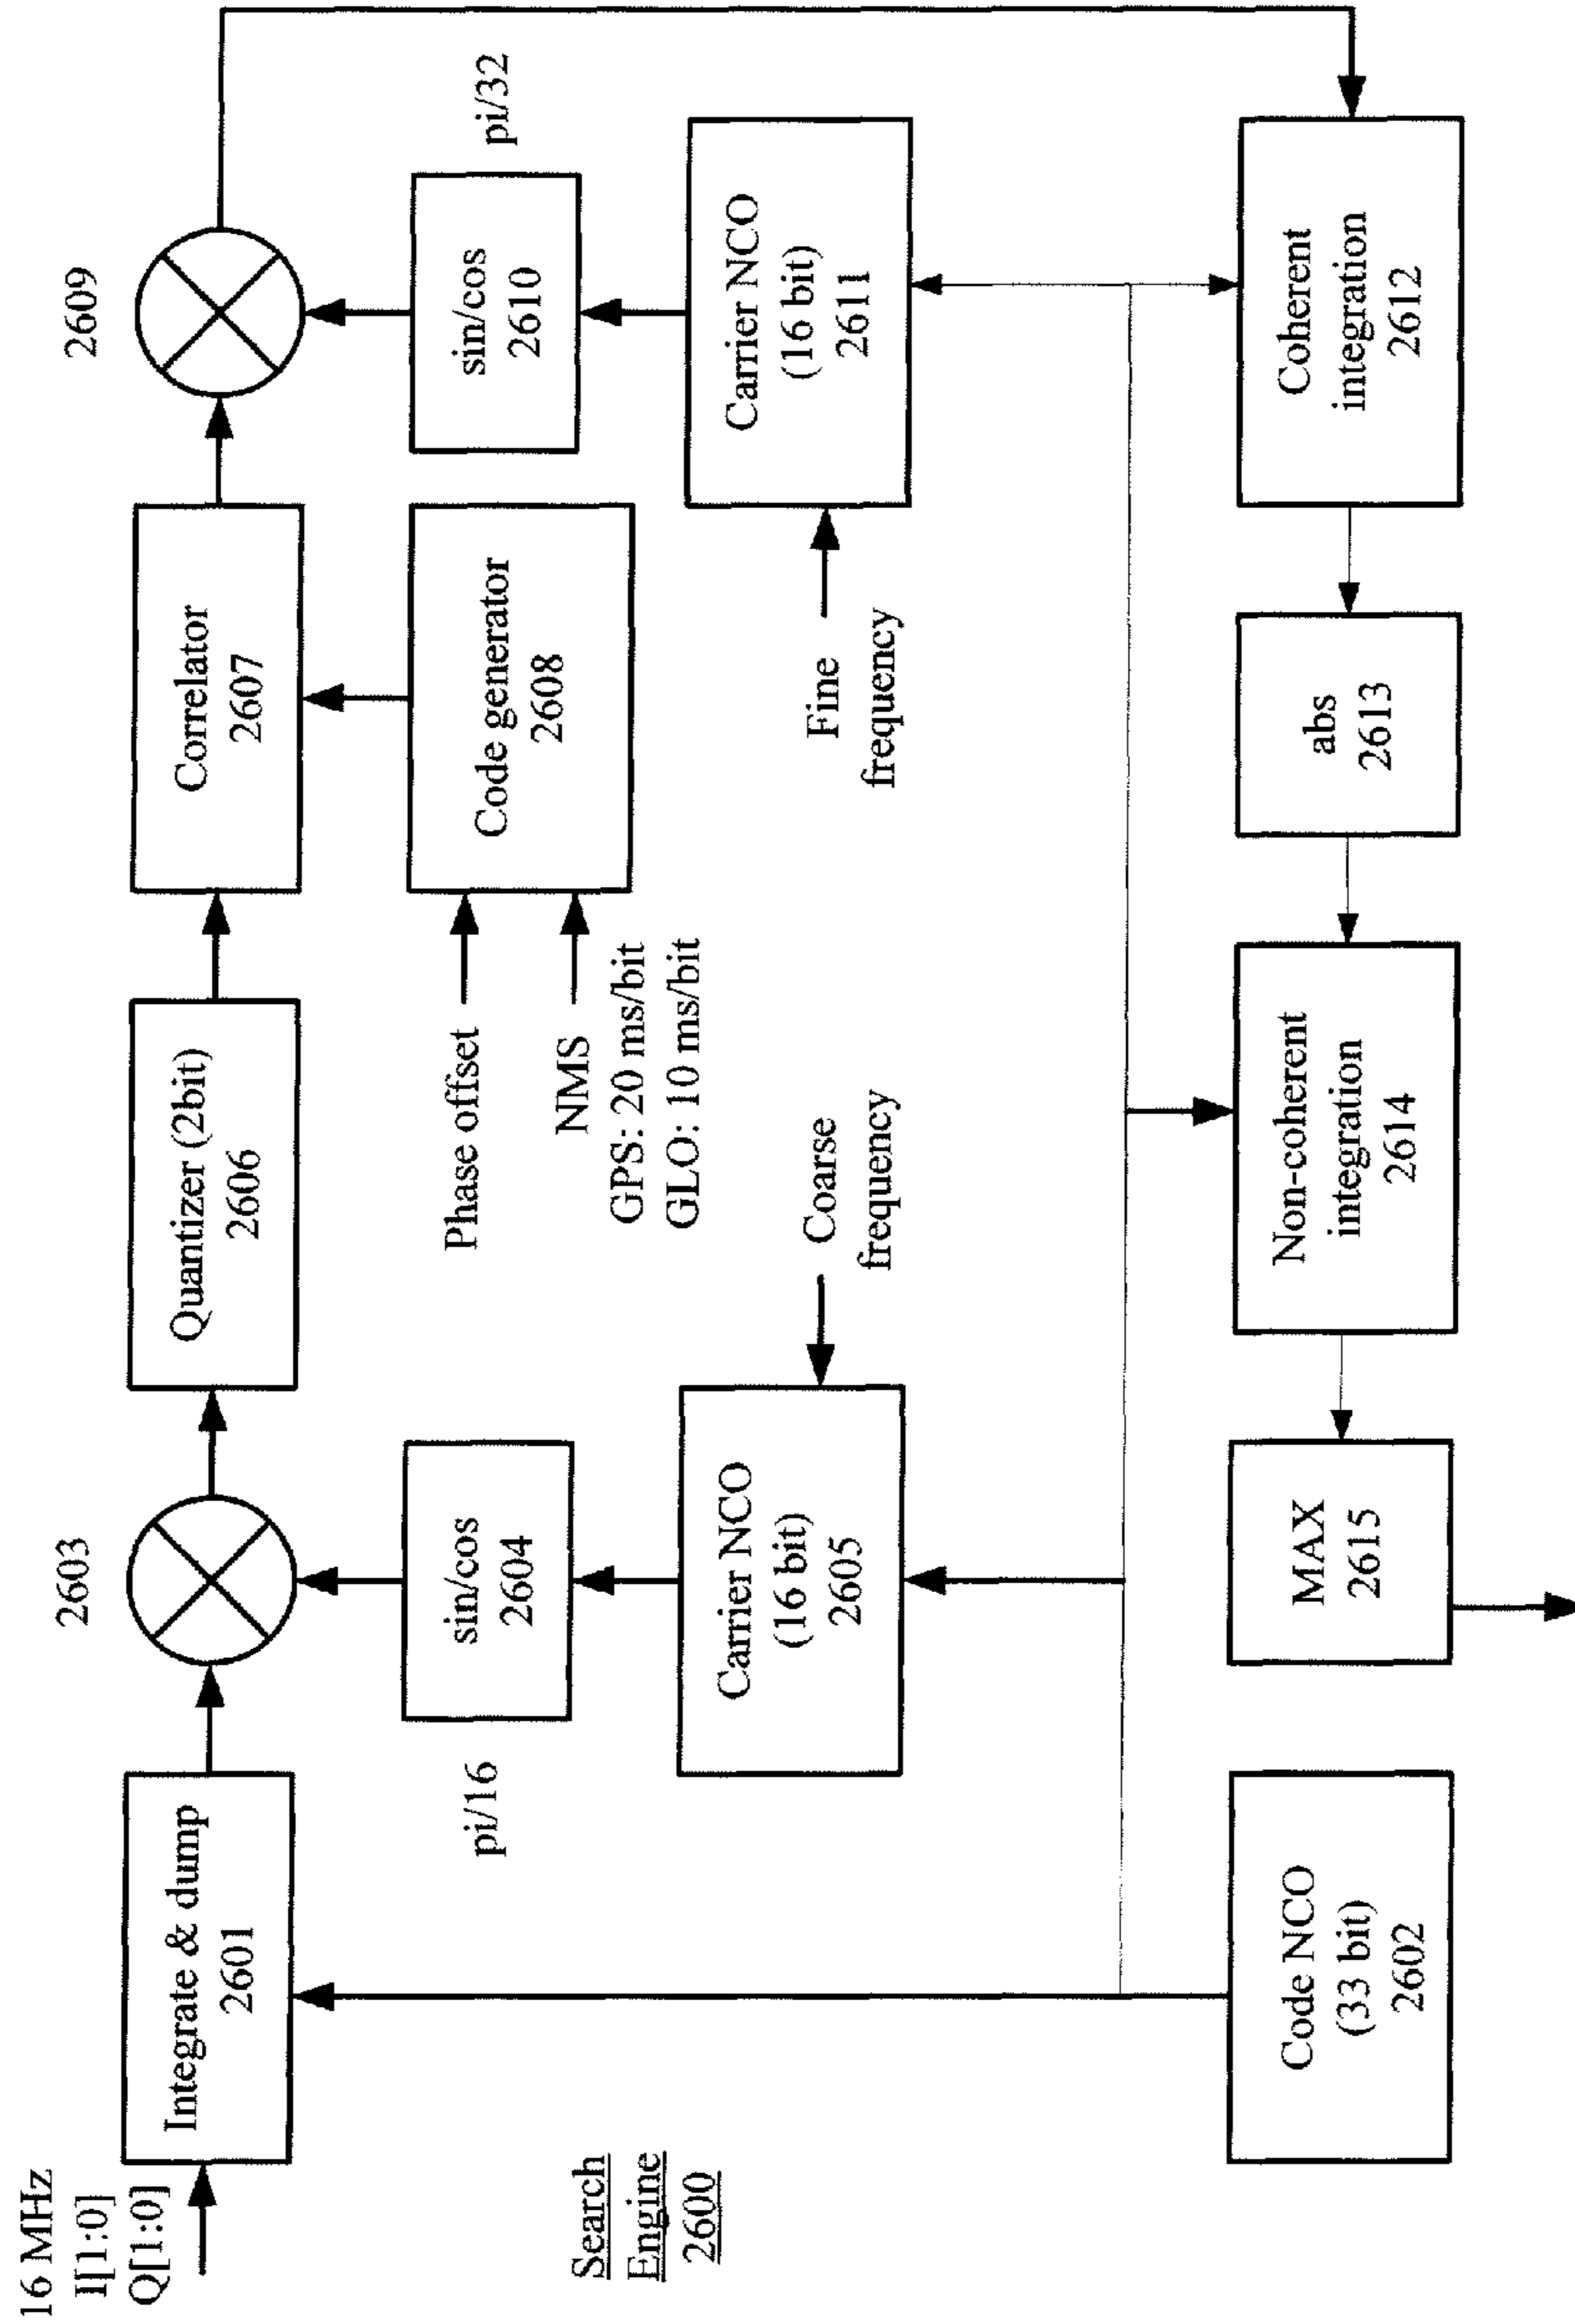 16 MHz
I[1:0]
Q[1:0]
Integrate & dump
2601
2603
Quantizer (2bit)
2606
Correlator
2607
2609
pi/16
sin/cos
2604
Phase offset
NMS
GPS: 20 ms/bit
GLO: 10 ms/bit
Code generator
2608
sin/cos
2610
pi/32
Search
Engine
2600
Carrier NCO
(16 bit)
2605
Coarse
frequency
Fine
frequency
Carrier NCO
(16 bit)
2611
Code NCO
(33 bit)
2602
MAX
2615
Non-coherent
integration
2614
abs
2613
Coherent
integration
2612